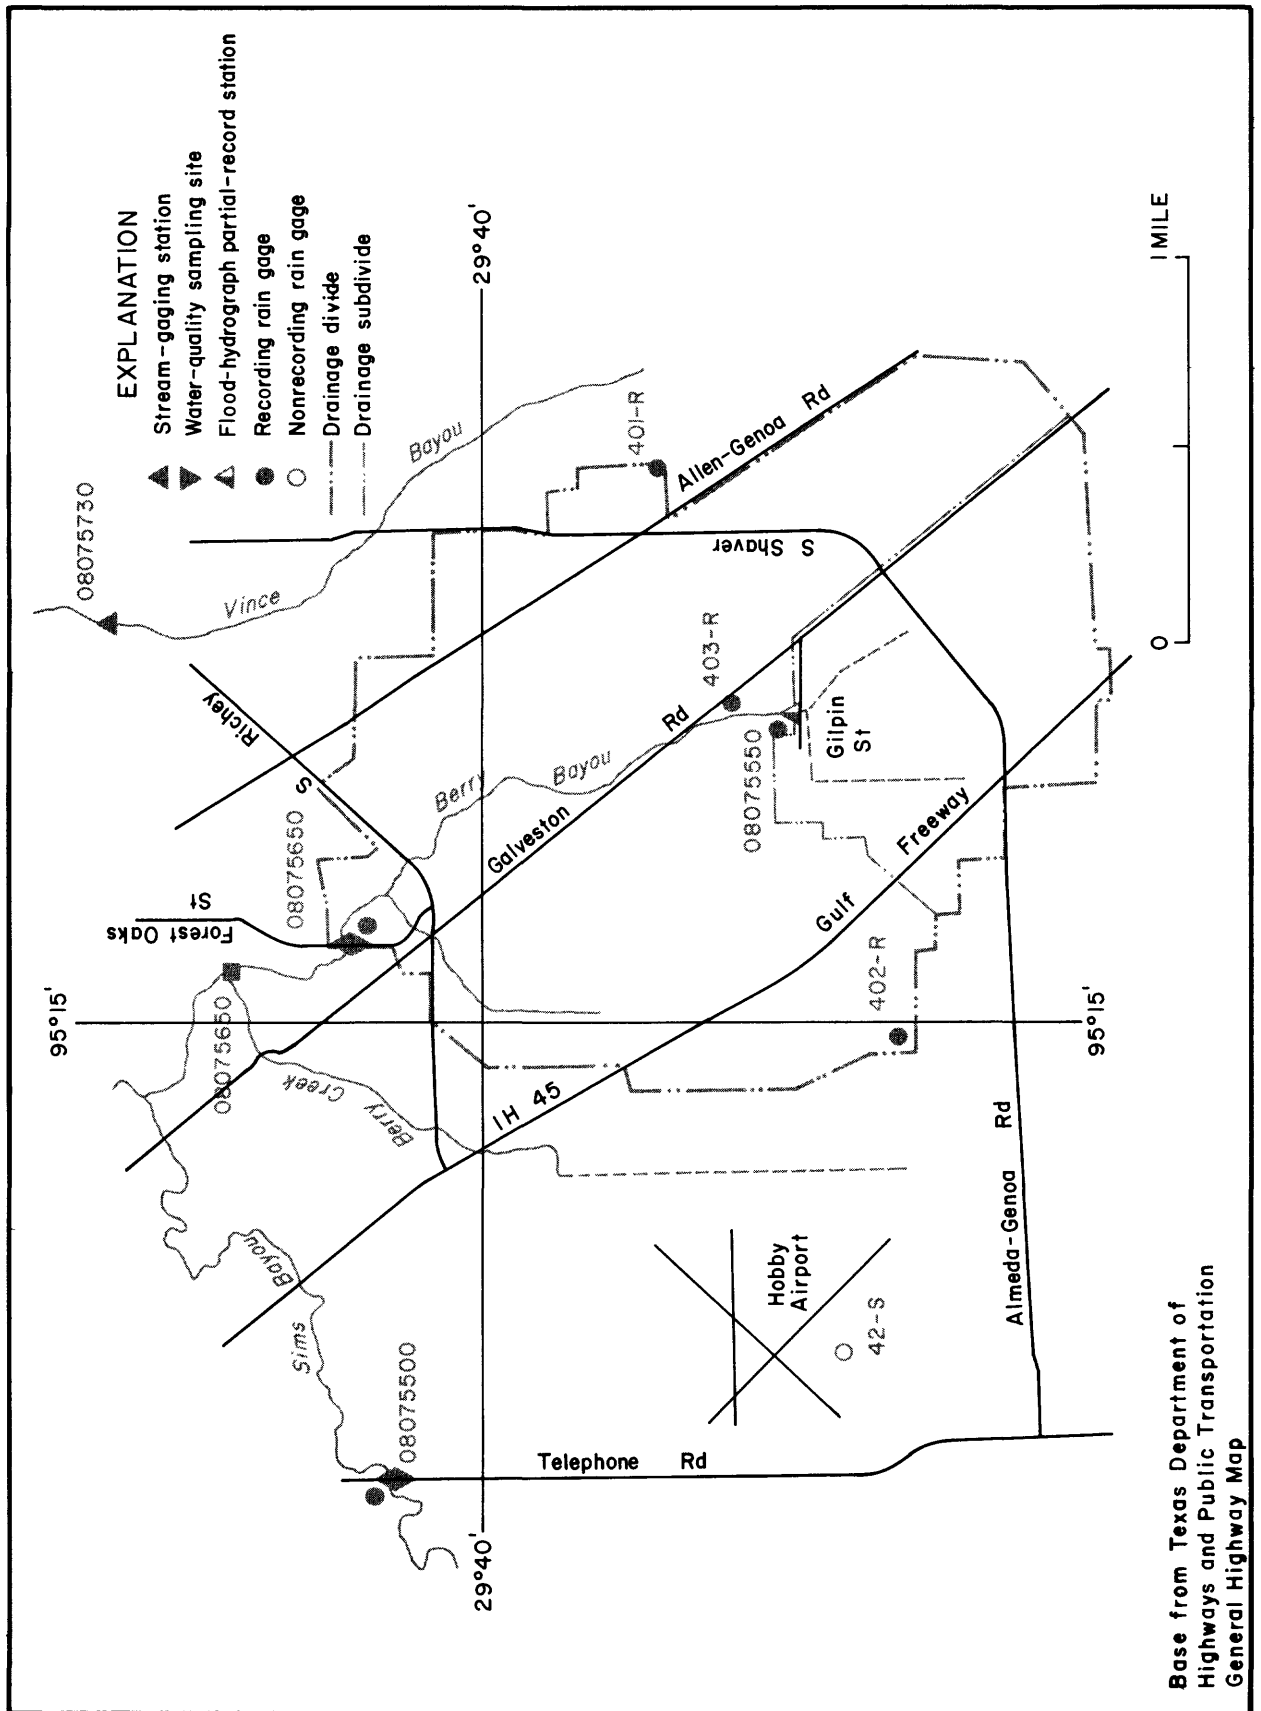 EXPLANATION
Stream-gaging station
Water-quality sampling site
Flood-hydrograph partial-record station
Recording rain gage
Nonrecording rain gage
Drainage divide
Drainage subdivide
08075730
Vince
Bayou
Richey
S
Forest Oaks
St
08075650
08075650
95°15'
Berry
Creek
Sims
Bayou
08075500
29°40'
29°40'
Berry
Bayou
Galveston
Rd
401-R
Allen-Genoa Rd
S Shaver
403-R
08075550
Gilpin
St
Gulf
Freeway
IH 45
402-R
95°15'
Hobby
Airport
42-S
Telephone Rd
Almeda-Genoa Rd
0
1 MILE
Base from Texas Department of
Highways and Public Transportation
General Highway Map